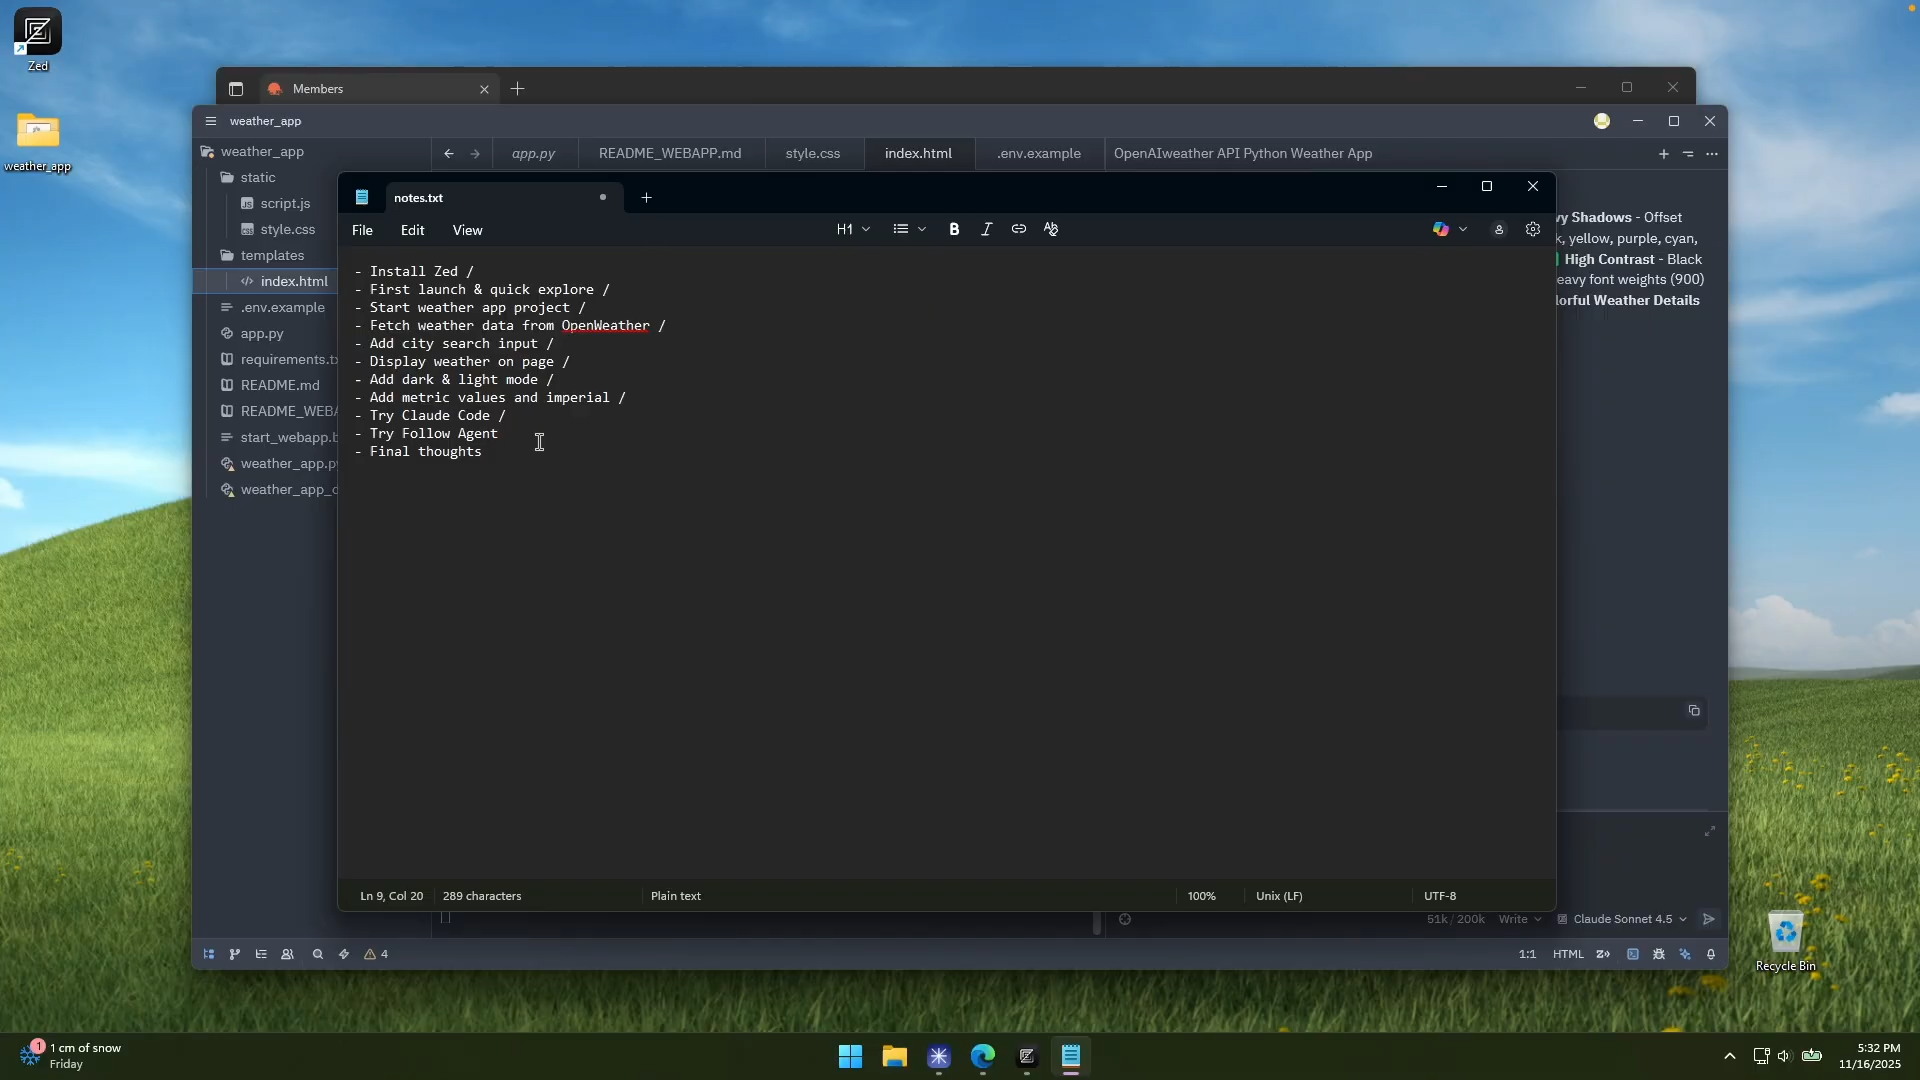 Zed
weather_app
Members
weather_app
weather_app
static
script.js
style.css
templates
index.html
.env.example
app.py
requirements.tx
README.md
README_WEBA
start_webapp.b
weather_app.py
weather_app_o
app.py
README_WEBAPP.md
style.css
index.html
.env.example
OpenAIweather API Python Weather App
notes.txt
File Edit View
H1
- Install Zed /
- First launch & quick explore /
- Start weather app project /
- Fetch weather data from OpenWeather /
- Add city search input /
- Display weather on page /
- Add dark & light mode /
- Add metric values and imperial /
- Try Claude Code /
- Try Follow Agent
- Final thoughts
vy Shadows - Offset
k, yellow, purple, cyan,
High Contrast - Black
eavy font weights (900)
lorful Weather Details
Ln 9, Col 20
289 characters
Plain text
100%
Unix (LF)
UTF-8
51k / 200k
Write
Claude Sonnet 4.5
4
1:1
HTML
Recycle Bin
1
1 cm of snow
Friday
5:32 PM
11/16/2025